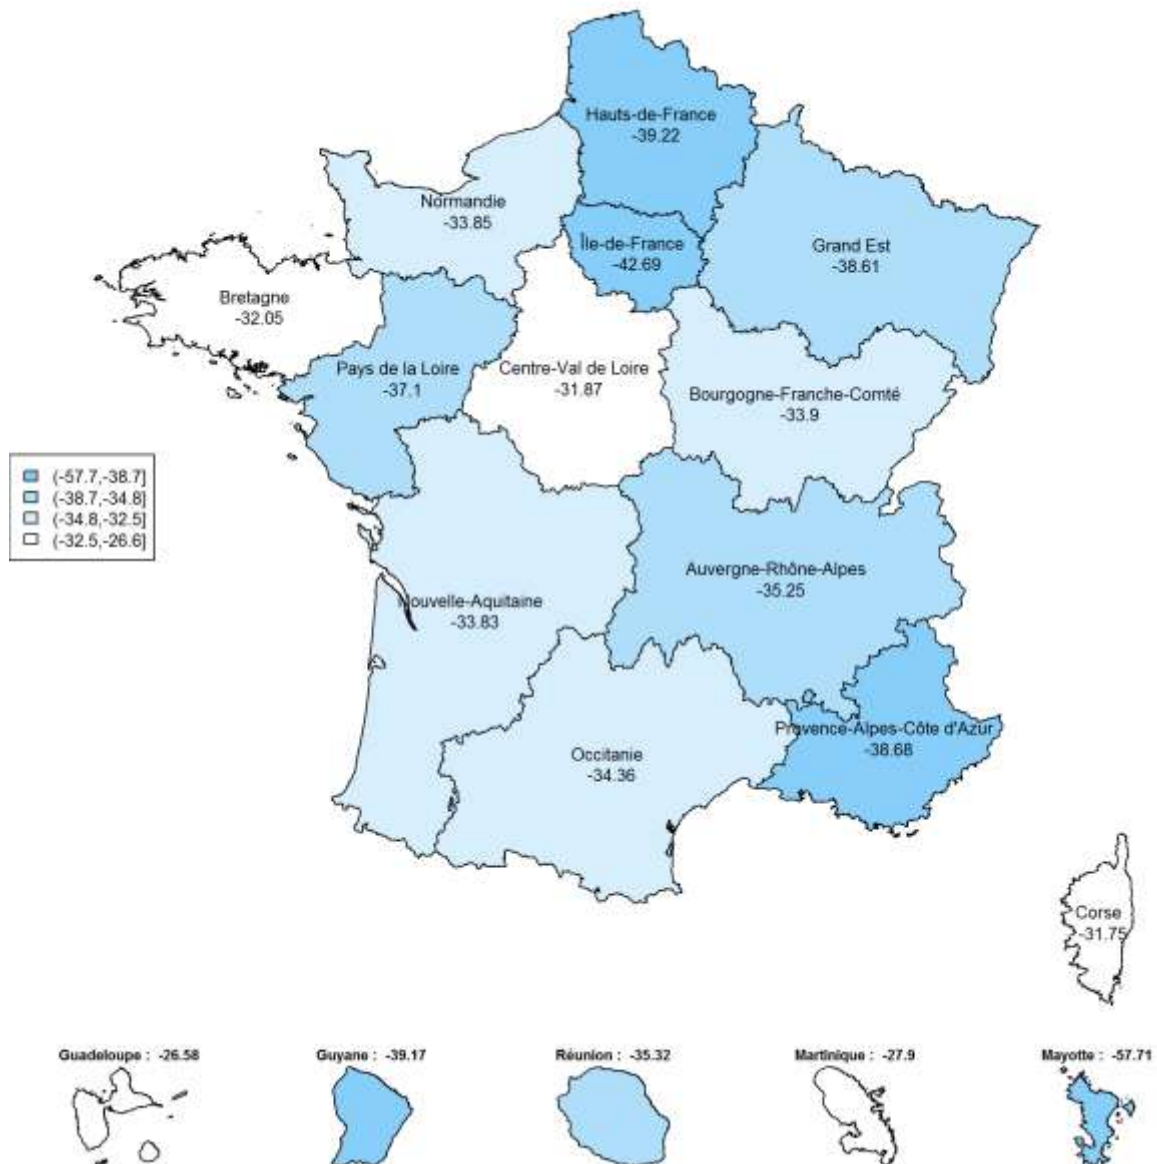 Hauts-de-France
-39.22
Normandie
-33.85
Île-de-France
-42.69
Grand Est
-38.61
Bretagne
-32.05
Pays de la Loire
-37.1
Centre-Val de Loire
-31.87
Bourgogne-Franche-Comté
-33.9
(-57.7,-38.7]
(-38.7,-34.8]
(-34.8,-32.5]
(-32.5,-26.6]
Auvergne-Rhône-Alpes
-35.25
Nouvelle-Aquitaine
-33.83
Provence-Alpes-Côte d'Azur
-38.68
Occitanie
-34.36
Corse
-31.75
Guadeloupe : -26.58
Guyane : -39.17
Réunion : -35.32
Martinique : -27.9
Mayotte : -57.71